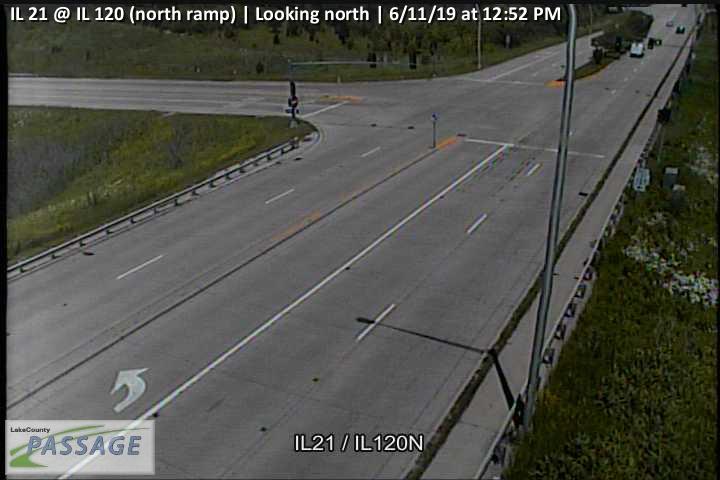 IL 21 @ IL 120 (north ramp) | Looking north | 6/11/19 at 12:52 PM
LakeCounty
PASSAGE
IL21 / IL120N